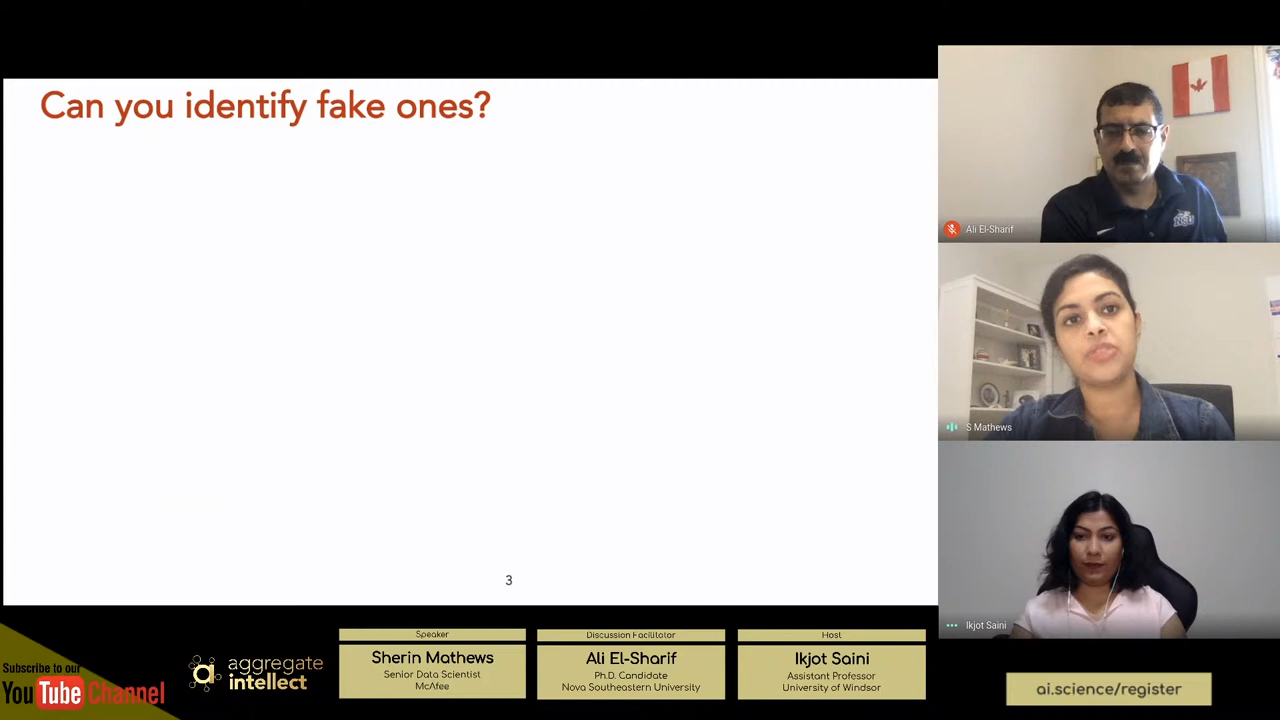 Can you identify fake ones?
3
Ali El-Sharif
S Mathews
Ikjot Saini
Subscribe to our
YouTube Channel
aggregate
intellect
Speaker
Sherin Mathews
Senior Data Scientist
McAfee
Discussion Facilitator
Ali El-Sharif
Ph.D. Candidate
Nova Southeastern University
Host
Ikjot Saini
Assistant Professor
University of Windsor
ai.science/register
NSU